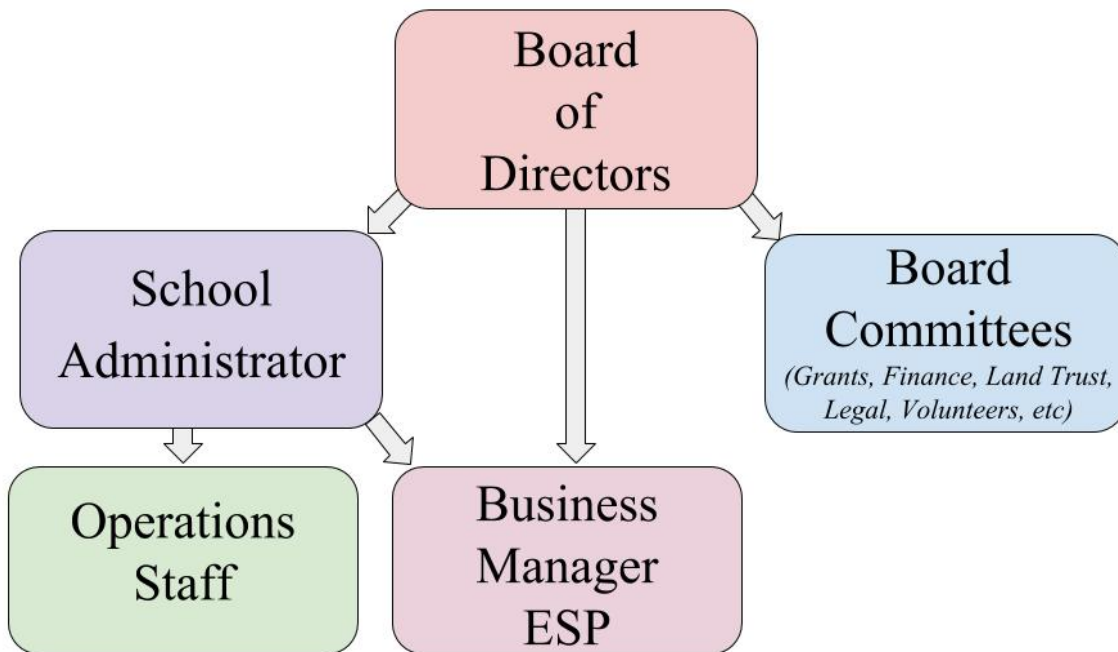 Board
of
Directors
School
Administrator
Board
Committees
(Grants, Finance, Land Trust,
Legal, Volunteers, etc)
Operations
Staff
Business
Manager
ESP